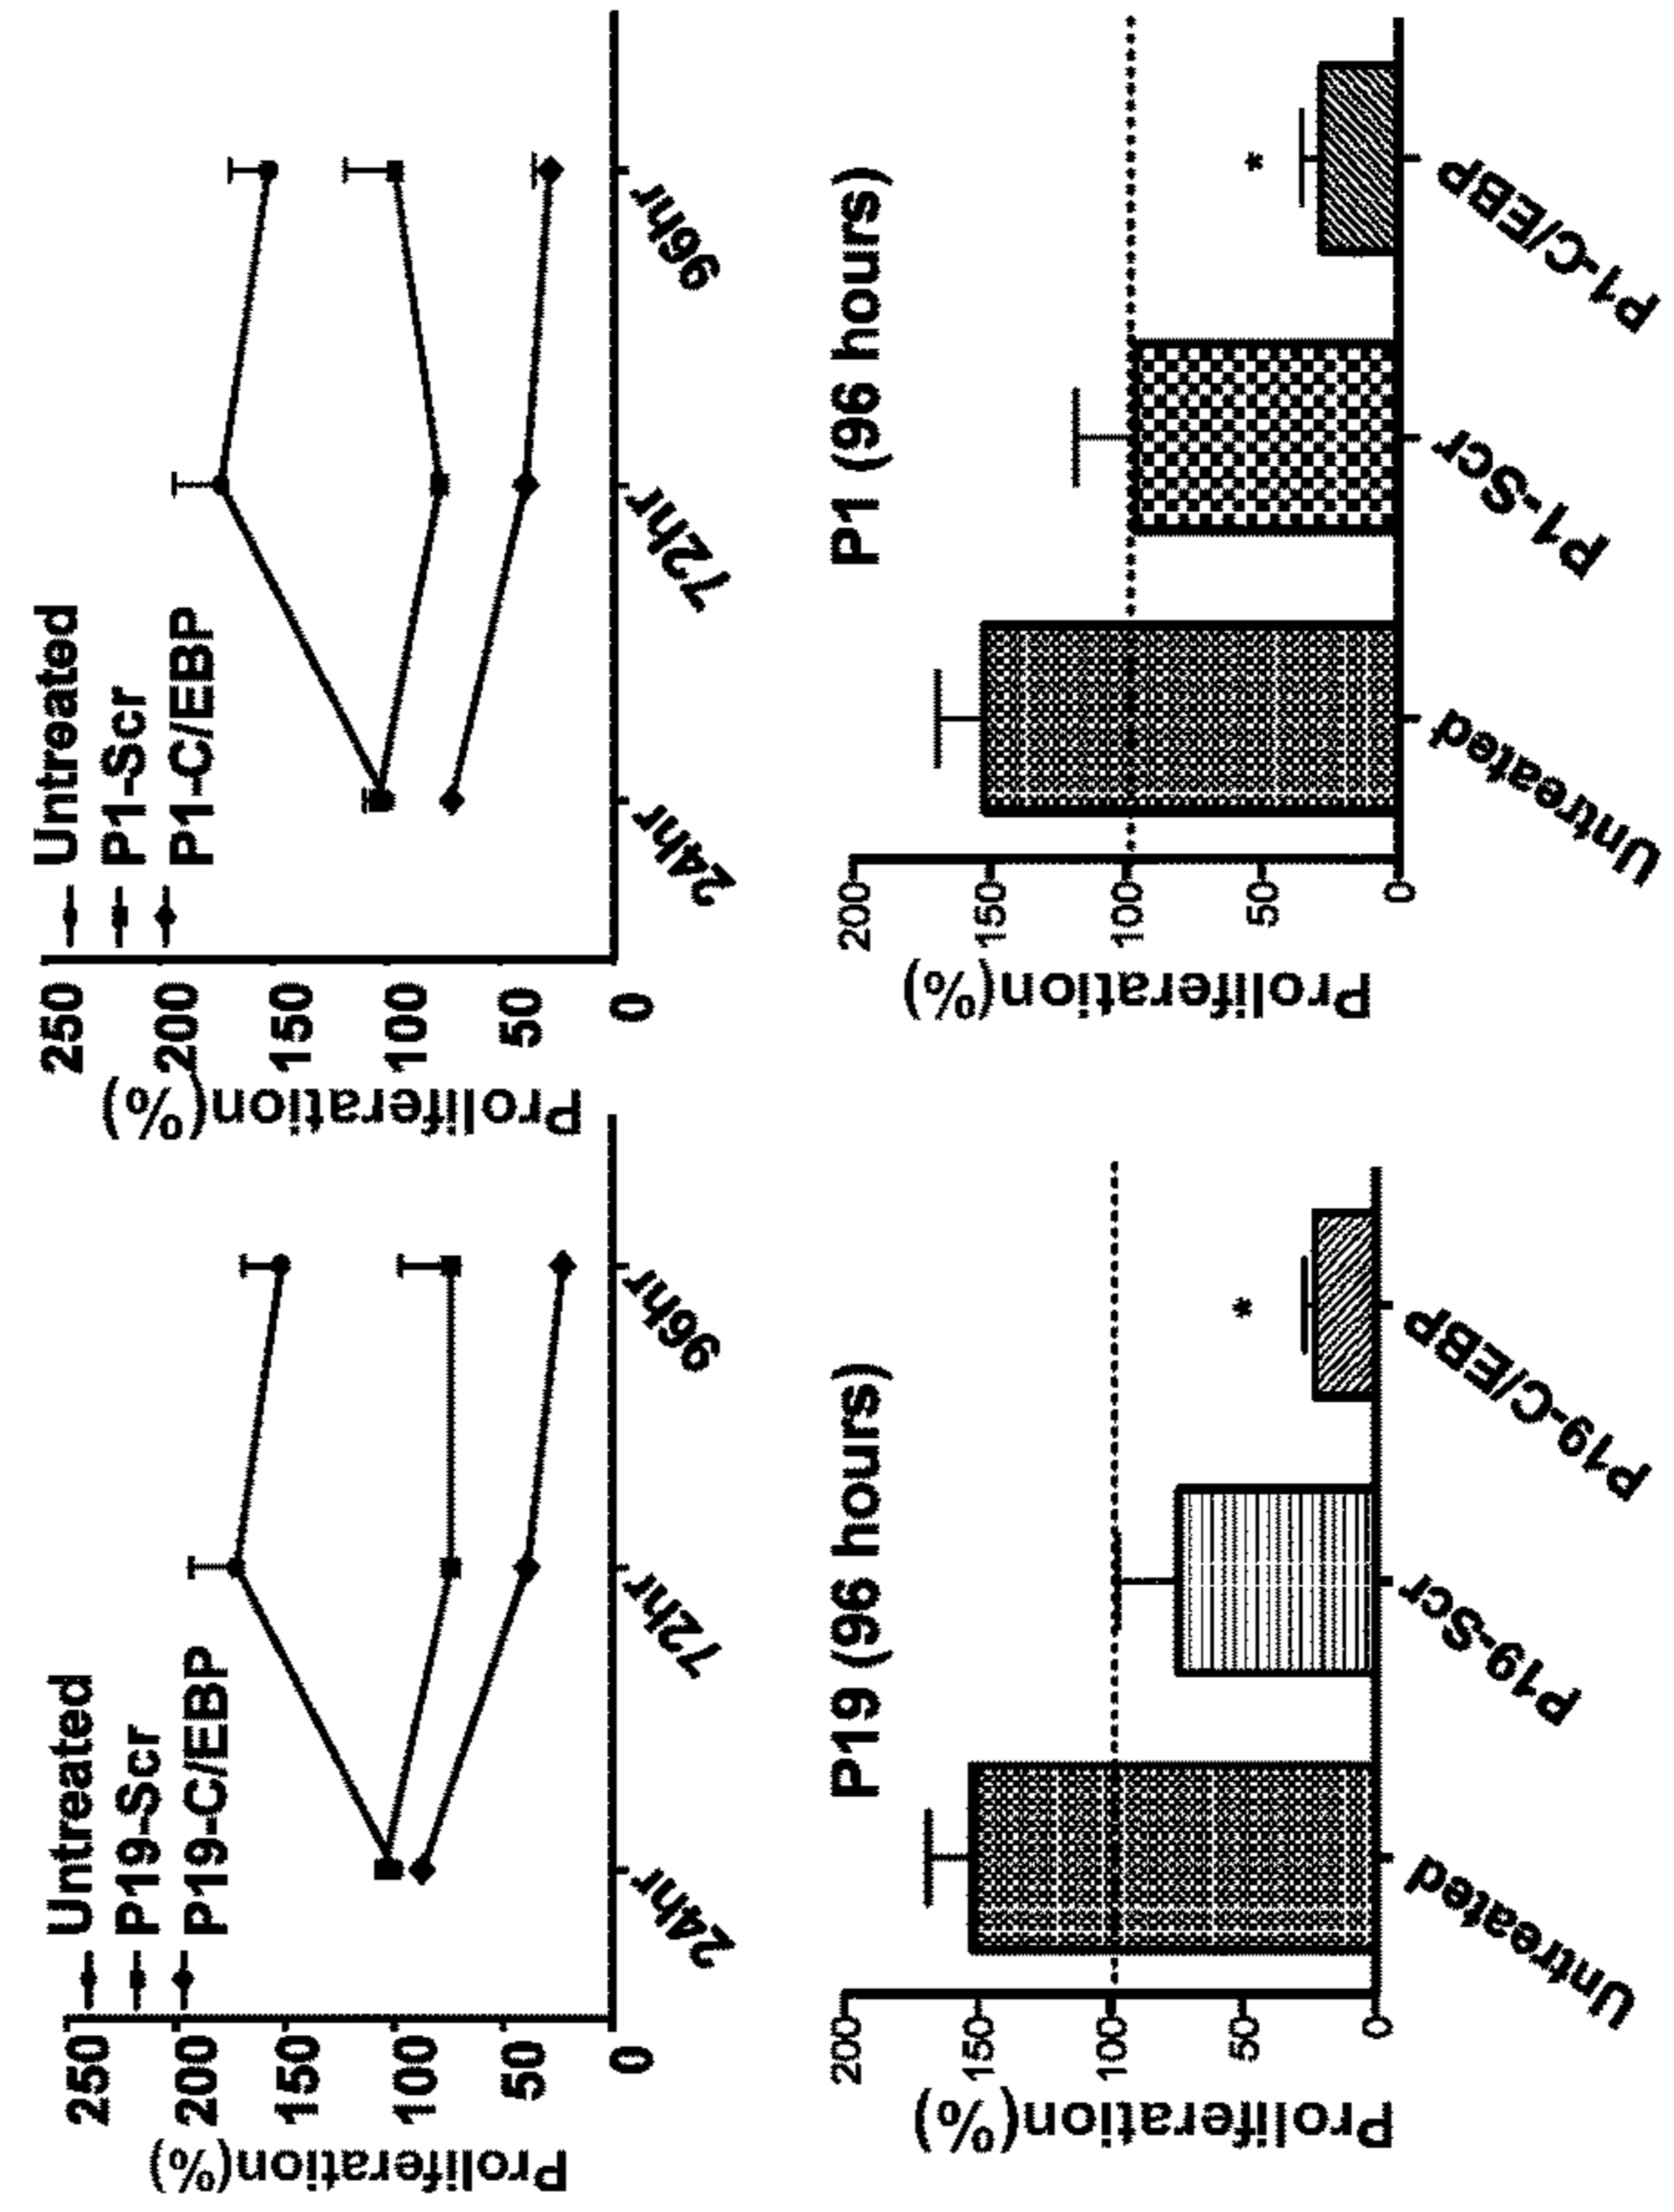 Untreated
P19-Scr
P19-C/EBP
Proliferation(%)
250
200
150
100
50
0
24hr
72hr
96hr
Untreated
P1-Scr
P1-C/EBP
Proliferation(%)
250
200
150
100
50
0
24hr
72hr
96hr
P19 (96 hours)
Proliferation(%)
200
150
100
50
0
*
Untreated
P19-Scr
P19-C/EBP
P1 (96 hours)
Proliferation(%)
200
150
100
50
0
*
Untreated
P1-Scr
P1-C/EBP